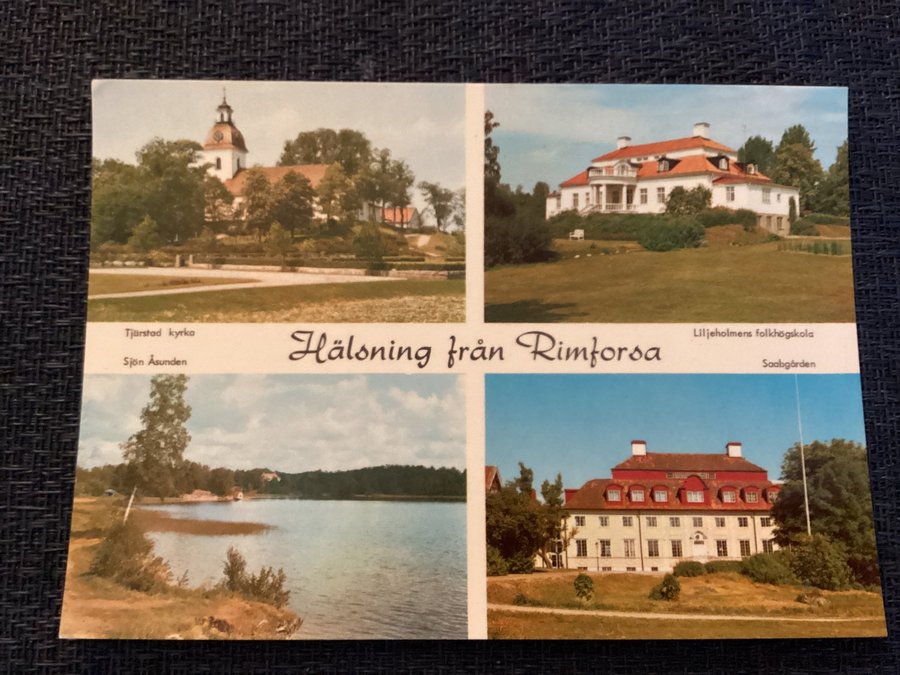 Tjärstad kyrka
Liljeholmens folkhögskola
Hälsning från Rimforsa
Sjön Åsunden
Saabgården